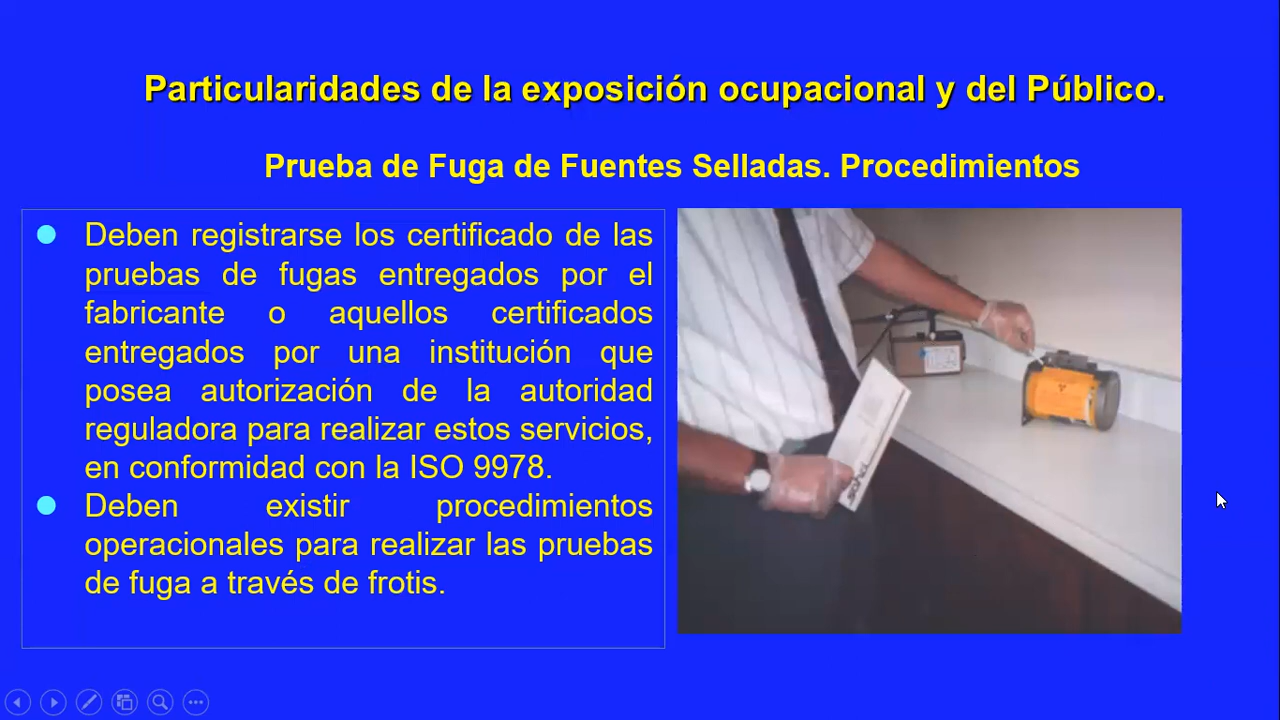 Particularidades de la exposición ocupacional y del Público.
Prueba de Fuga de Fuentes Selladas. Procedimientos
Deben registrarse los certificado de las
pruebas de fugas entregados por el
fabricante o aquellos certificados
entregados por una institución que
posea autorización de la autoridad
reguladora para realizar estos servicios,
en conformidad con la ISO 9978.
Deben existir procedimientos
operacionales para realizar las pruebas
de fuga a través de frotis.